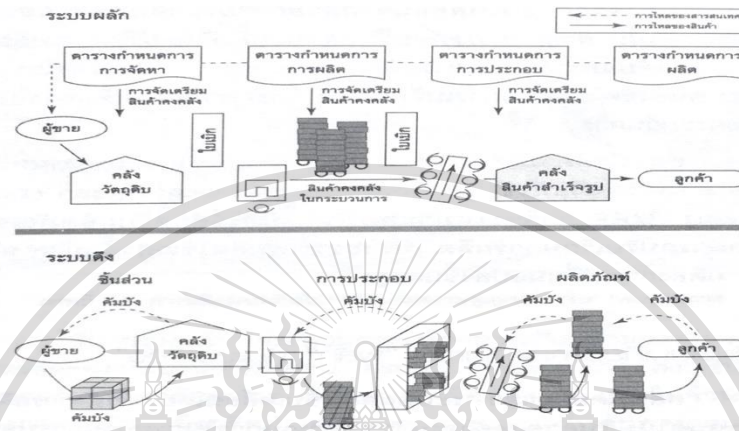 ระบบผลัก
การไหลของสารสนเทศ
การไหลของสินค้า
ตารางกำหนดการ
การจัดหา
ตารางกำหนดการ
การผลิต
ตารางกำหนดการ
การประกอบ
ตารางกำหนดการ
ผลิต
การจัดเตรียม
สินค้าคงคลัง
การจัดเตรียม
สินค้าคงคลัง
การจัดเตรียม
สินค้าคงคลัง
ผู้ขาย
คลัง
วัตถุดิบ
ใบเบิก
ใบเบิก
สินค้าคงคลัง
ในกระบวนการ
คลัง
สินค้าสำเร็จรูป
ลูกค้า
ระบบดึง
ชิ้นส่วน
การประกอบ
ผลิตภัณฑ์
คัมบัง
คัมบัง
คัมบัง
คัมบัง
ผู้ขาย
คลัง
วัตถุดิบ
ลูกค้า
คัมบัง